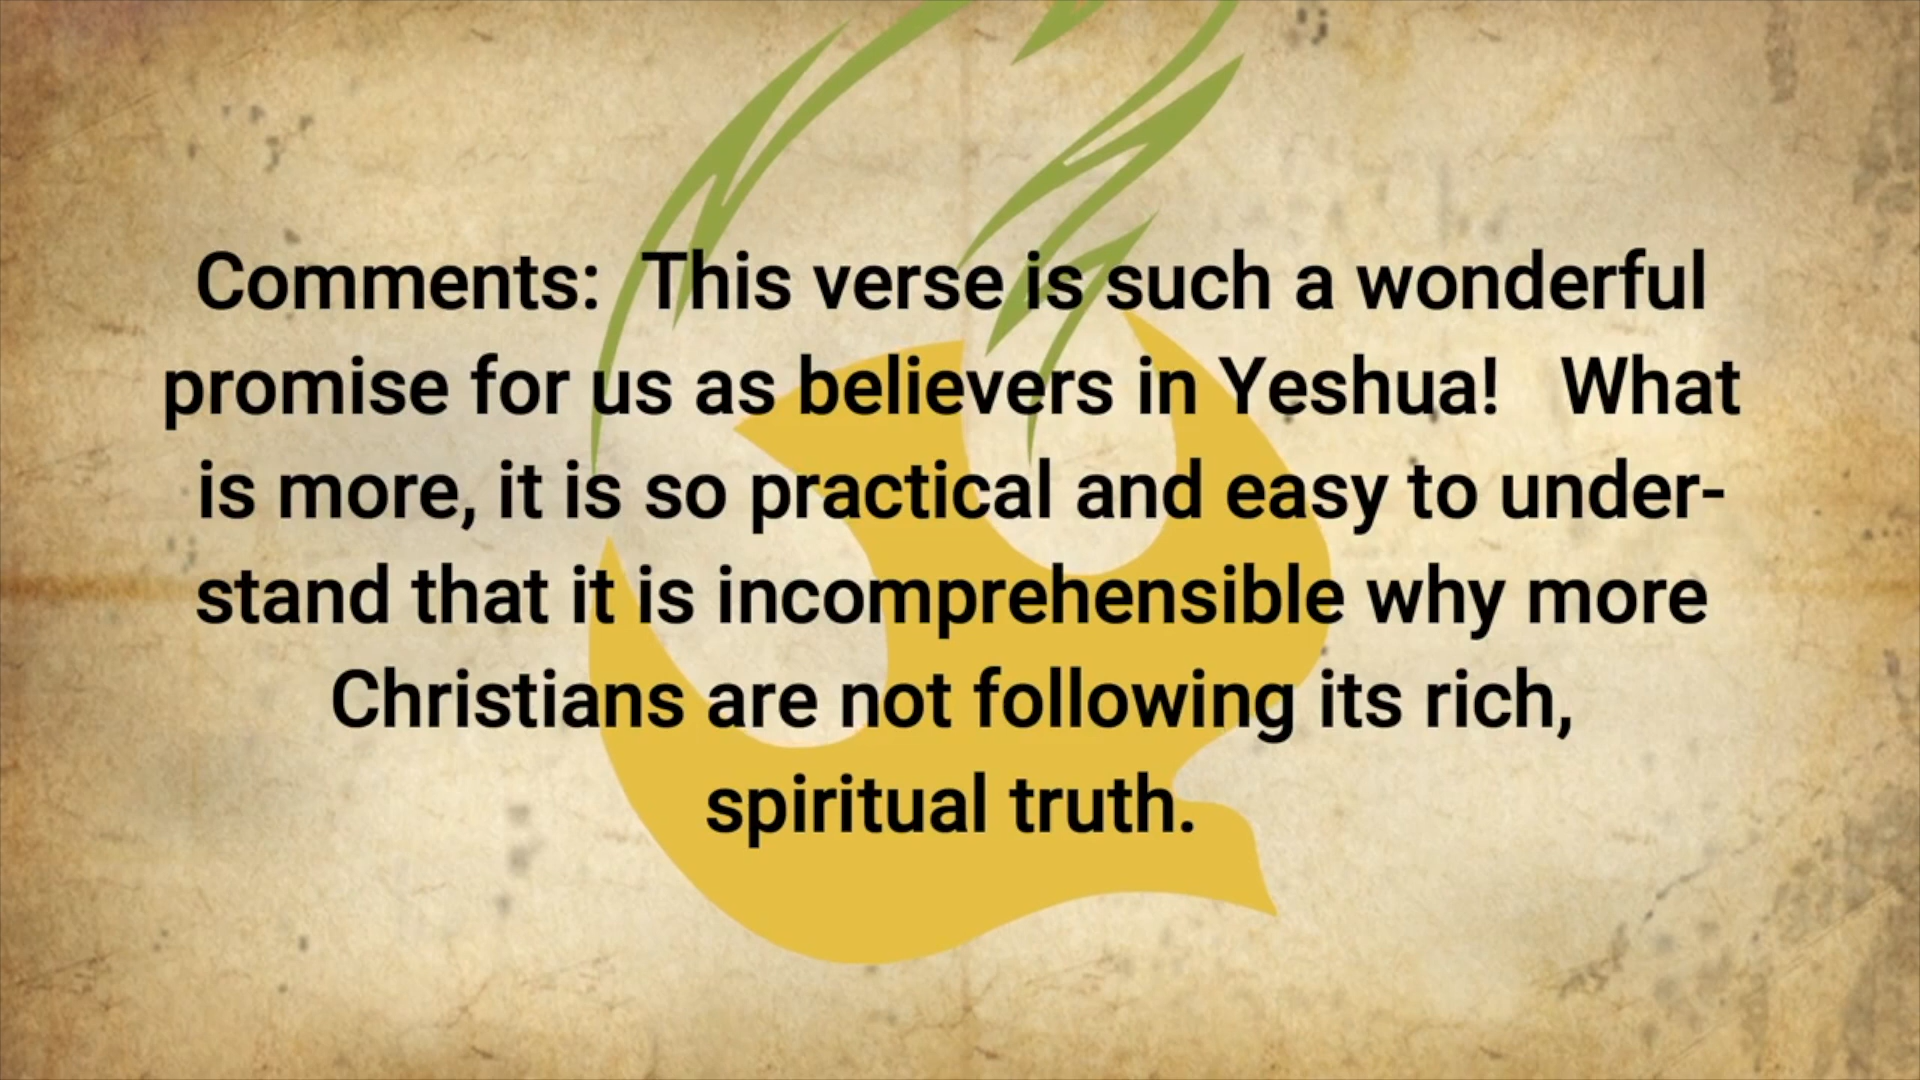 Comments:  This verse is such a wonderful
promise for us as believers in Yeshua!   What
is more, it is so practical and easy to under-
stand that it is incomprehensible why more
Christians are not following its rich,
spiritual truth.